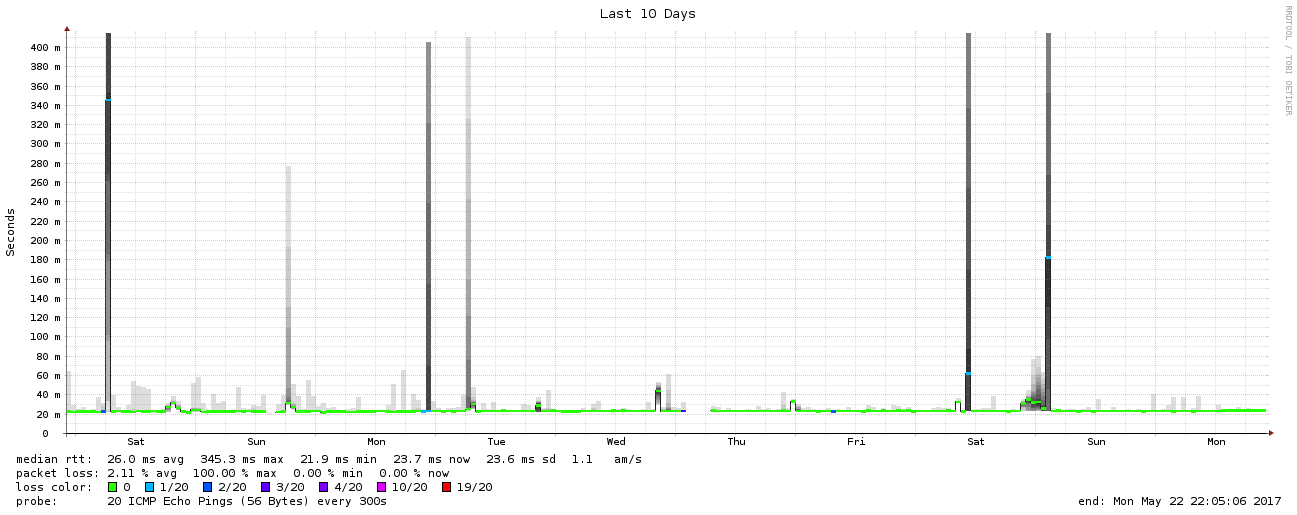 Last 10 Days
RRDTOOL / TOBI OETIKER
Seconds
400 m
380 m
360 m
340 m
320 m
300 m
280 m
260 m
240 m
220 m
200 m
180 m
160 m
140 m
120 m
100 m
80 m
60 m
40 m
20 m
0
Sat Sun Mon Tue Wed Thu Fri Sat Sun Mon
median rtt: 26.0 ms avg 345.3 ms max 21.9 ms min 23.7 ms now 23.6 ms sd 1.1 am/s
packet loss: 2.11 % avg 100.00 % max 0.00 % min 0.00 % now
loss color: 0 1/20 2/20 3/20 4/20 10/20 19/20
probe: 20 ICMP Echo Pings (56 Bytes) every 300s end: Mon May 22 22:05:06 2017